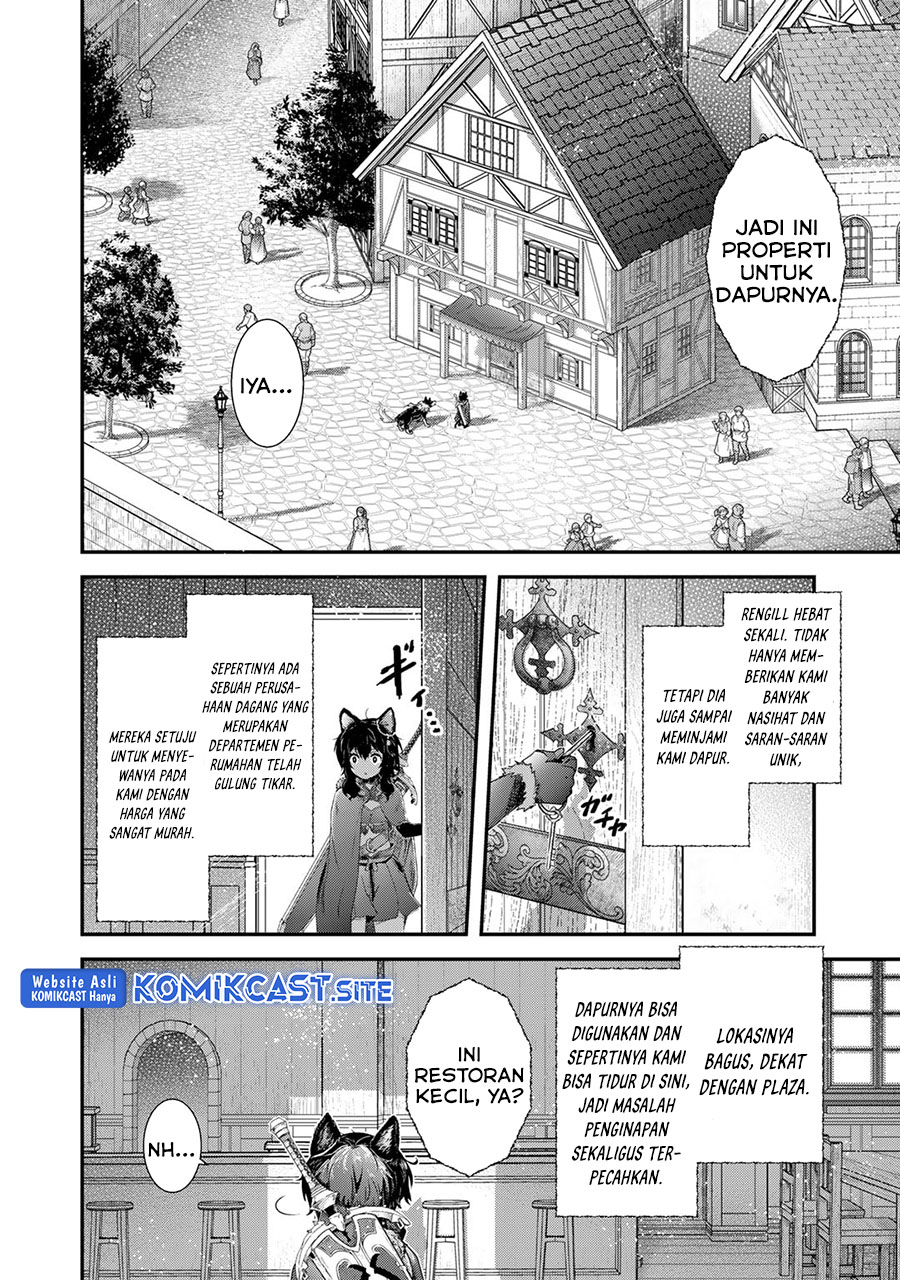 JADI INI
PROPERTI
UNTUK
DAPURNYA.
IYA...
RENGILL HEBAT
SEKALI. TIDAK
HANYA MEM-
BERIKAN KAMI
BANYAK
NASIHAT DAN
SARAN-SARAN
UNIK,
TETAPI DIA
JUGA SAMPAI
MEMINJAMI
KAMI DAPUR.
ガチャ
SEPERTINYA ADA
SEBUAH PERUSA-
HAAN DAGANG YANG
MERUPAKAN
DEPARTEMEN PE-
RUMAHAN TELAH
GULUNG TIKAR.
MEREKA SETUJU
UNTUK MENYE-
WANYA PADA
KAMI DENGAN
HARGA YANG
SANGAT MURAH.
ギィ...
Website Asli
KOMIKCAST Hanya
KOMIKCAST.SITE
LOKASINYA
BAGUS, DEKAT
DENGAN PLAZA.
DAPURNYA BISA
DIGUNAKAN DAN
SEPERTINYA KAMI
BISA TIDUR DI SINI,
JADI MASALAH
PENGINAPAN
SEKALIGUS TER-
PECAHKAN.
INI
RESTORAN
KECIL, YA?
NH...